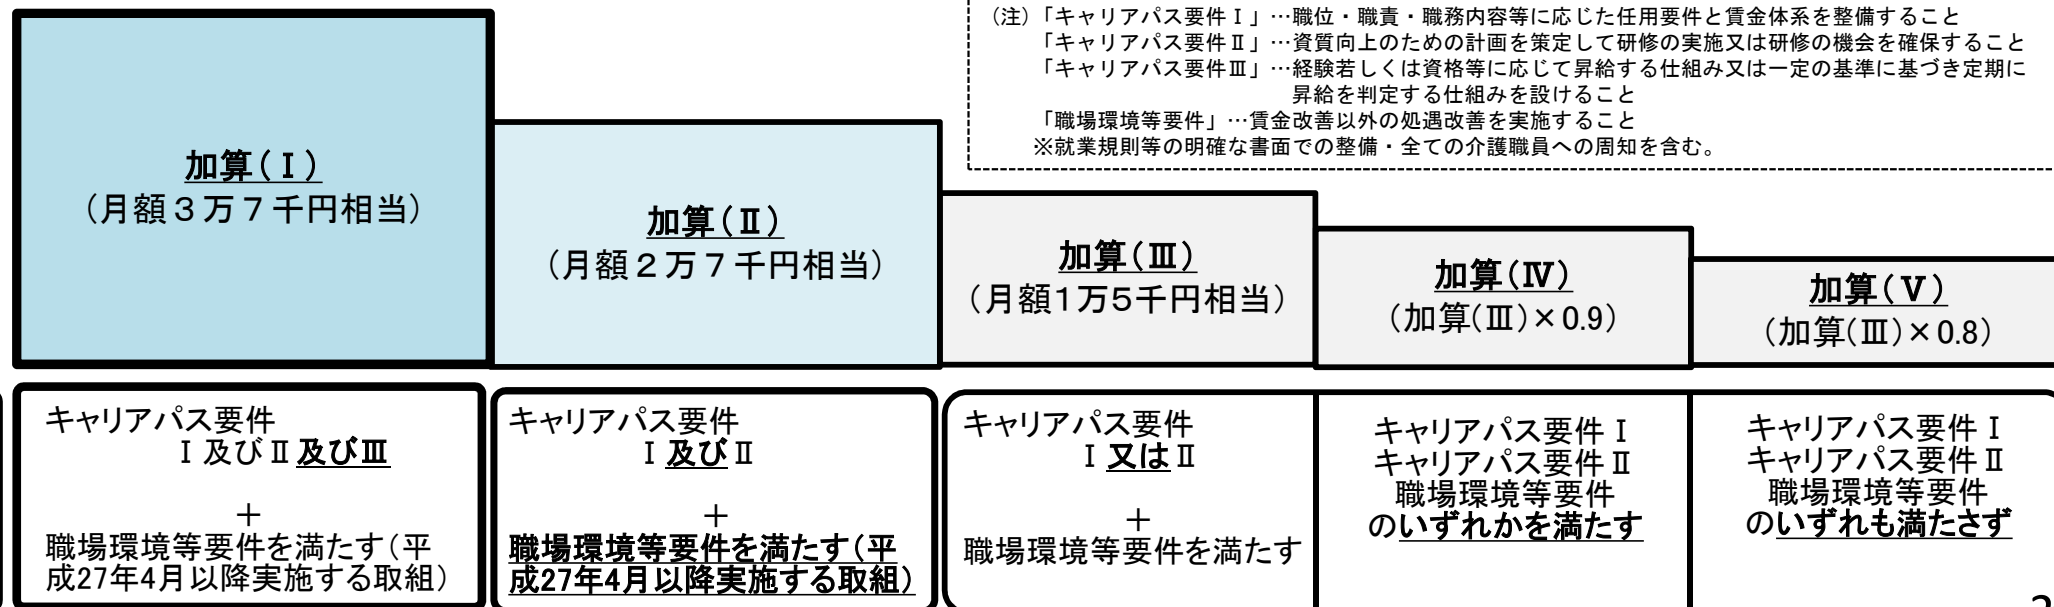 （注）「キャリアパス要件Ⅰ」…職位・職責・職務内容等に応じた任用要件と賃金体系を整備すること
「キャリアパス要件Ⅱ」…資質向上のための計画を策定して研修の実施又は研修の機会を確保すること
「キャリアパス要件Ⅲ」…経験若しくは資格等に応じて昇給する仕組み又は一定の基準に基づき定期に
昇給を判定する仕組みを設けること
「職場環境等要件」…賃金改善以外の処遇改善を実施すること
※就業規則等の明確な書面での整備・全ての介護職員への周知を含む。
加算（Ⅰ）
（月額３万７千円相当）
加算（Ⅱ）
（月額２万７千円相当）
加算（Ⅲ）
（月額1万5千円相当）
加算（Ⅳ）
（加算（Ⅲ）×0.9）
加算（Ⅴ）
（加算（Ⅲ）×0.8）
キャリアパス要件
Ⅰ及びⅡ及びⅢ
＋
職場環境等要件を満たす（平
成27年4月以降実施する取組）
キャリアパス要件
Ⅰ及びⅡ
＋
職場環境等要件を満たす（平
成27年4月以降実施する取組）
キャリアパス要件
Ⅰ又はⅡ
＋
職場環境等要件を満たす
キャリアパス要件Ⅰ
キャリアパス要件Ⅱ
職場環境等要件
のいずれかを満たす
キャリアパス要件Ⅰ
キャリアパス要件Ⅱ
職場環境等要件
のいずれも満たさず